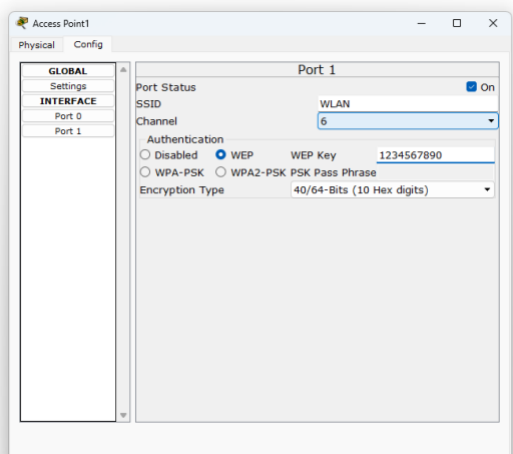 Access Point1
Physical Config
GLOBAL
Settings
INTERFACE
Port 0
Port 1
Port 1
Port Status On
SSID WLAN
Channel 6
Authentication
Disabled WEP WEP Key 1234567890
WPA-PSK WPA2-PSK PSK Pass Phrase
Encryption Type 40/64-Bits (10 Hex digits)